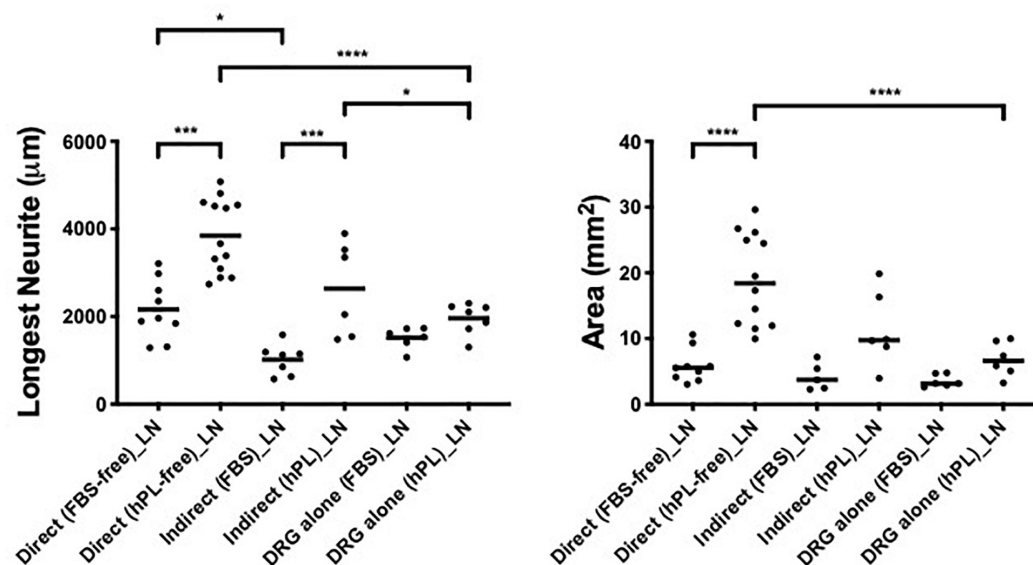 *
****
*
*** ***
Longest Neurite (μm)
6000
4000
2000
0
Direct (FBS-free)_LN
Direct (hPL-free)_LN
Indirect (FBS)_LN
Indirect (hPL)_LN
DRG alone (FBS)_LN
DRG alone (hPL)_LN
****
****
Area (mm²)
40
30
20
10
0
Direct (FBS-free)_LN
Direct (hPL-free)_LN
Indirect (FBS)_LN
Indirect (hPL)_LN
DRG alone (FBS)_LN
DRG alone (hPL)_LN